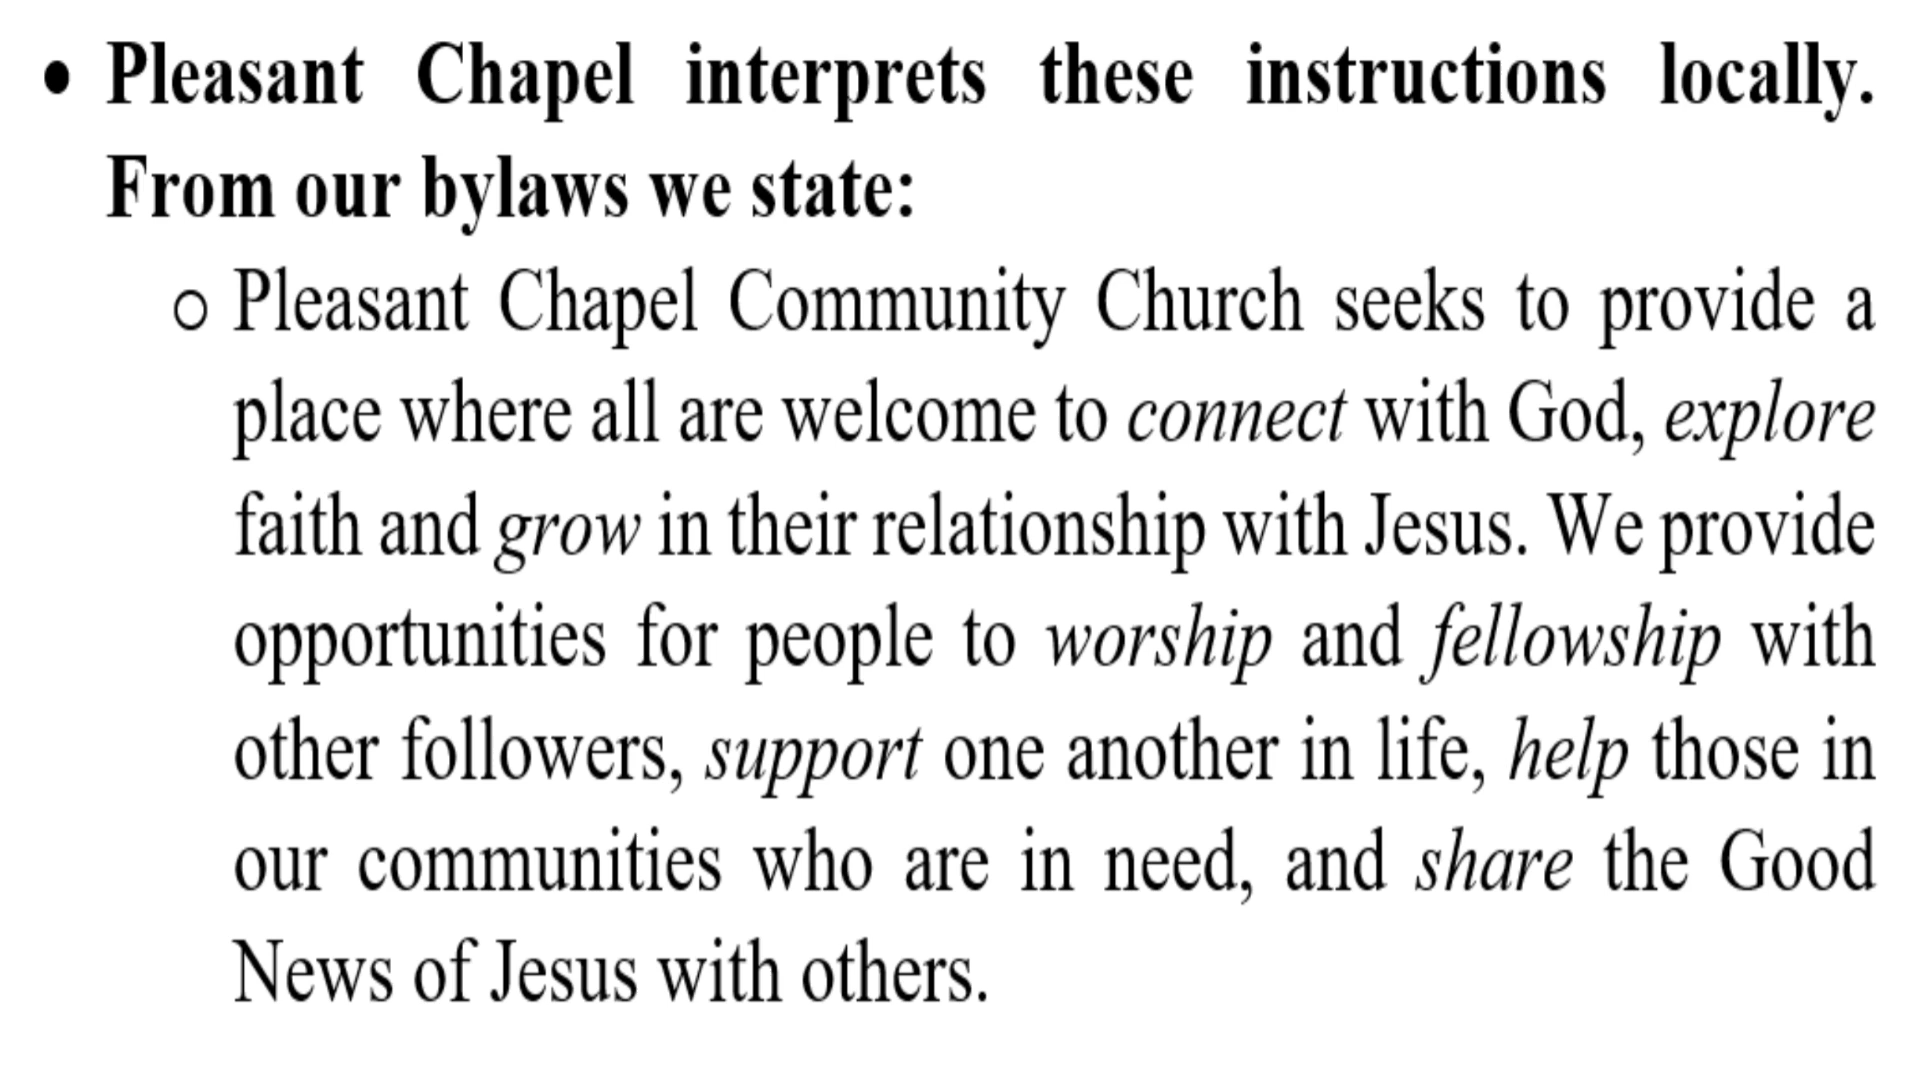 • Pleasant Chapel interprets these instructions locally.
From our bylaws we state:
○ Pleasant Chapel Community Church seeks to provide a
place where all are welcome to connect with God, explore
faith and grow in their relationship with Jesus. We provide
opportunities for people to worship and fellowship with
other followers, support one another in life, help those in
our communities who are in need, and share the Good
News of Jesus with others.